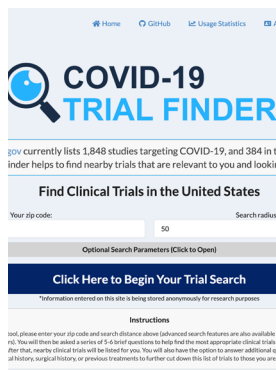 Home GitHub Usage Statistics
COVID-19
TRIAL FINDER
gov currently lists 1,848 studies targeting COVID-19, and 384 in t
inder helps to find nearby trials that are relevant to you and lookin
Find Clinical Trials in the United States
Your zip code: Search radius
50
Optional Search Parameters (Click to Open)
Click Here to Begin Your Trial Search
*Information entered on this site is being stored anonymously for research purposes
Instructions
ool, please enter your zip code and search distance above (advanced search features are also available
rs). You will then be asked a series of 5-6 brief questions to help find the most appropriate clinical trials
fter that, nearby clinical trials will be listed for you. You will also have the option to answer additional q
al history, surgical history, or previous treatments to further cut down this list of trials to those you are